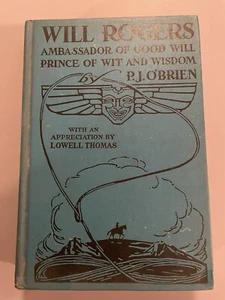 WILL ROGERS
AMBASSADOR OF GOOD WILL
PRINCE OF WIT AND WISDOM
BY
P.J. O'BRIEN
WITH AN
APPRECIATION BY
LOWELL THOMAS